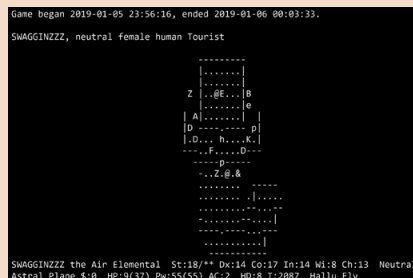 Game began 2019-01-05 23:56:16, ended 2019-01-06 00:03:33.
SWAGGINZZZ, neutral female human Tourist
---------
|.......|
|.......|
Z |..@E...|B
|.......|e
| A|.......| |
|D ----.---- p|
|.D... h....K.|
---..F.....D---
-----p-----
-..Z.@.&
........ -----
........ .|.....
.........--...--
-........--....|
----.----...---
...........|
-----------
SWAGGINZZZ the Air Elemental St:18/** Dx:14 Co:17 In:14 Wi:8 Ch:13 Neutral
Astral Plane $:0 HP:9(37) Pw:55(55) AC:2 HD:8 T:2087 Hallu Fly